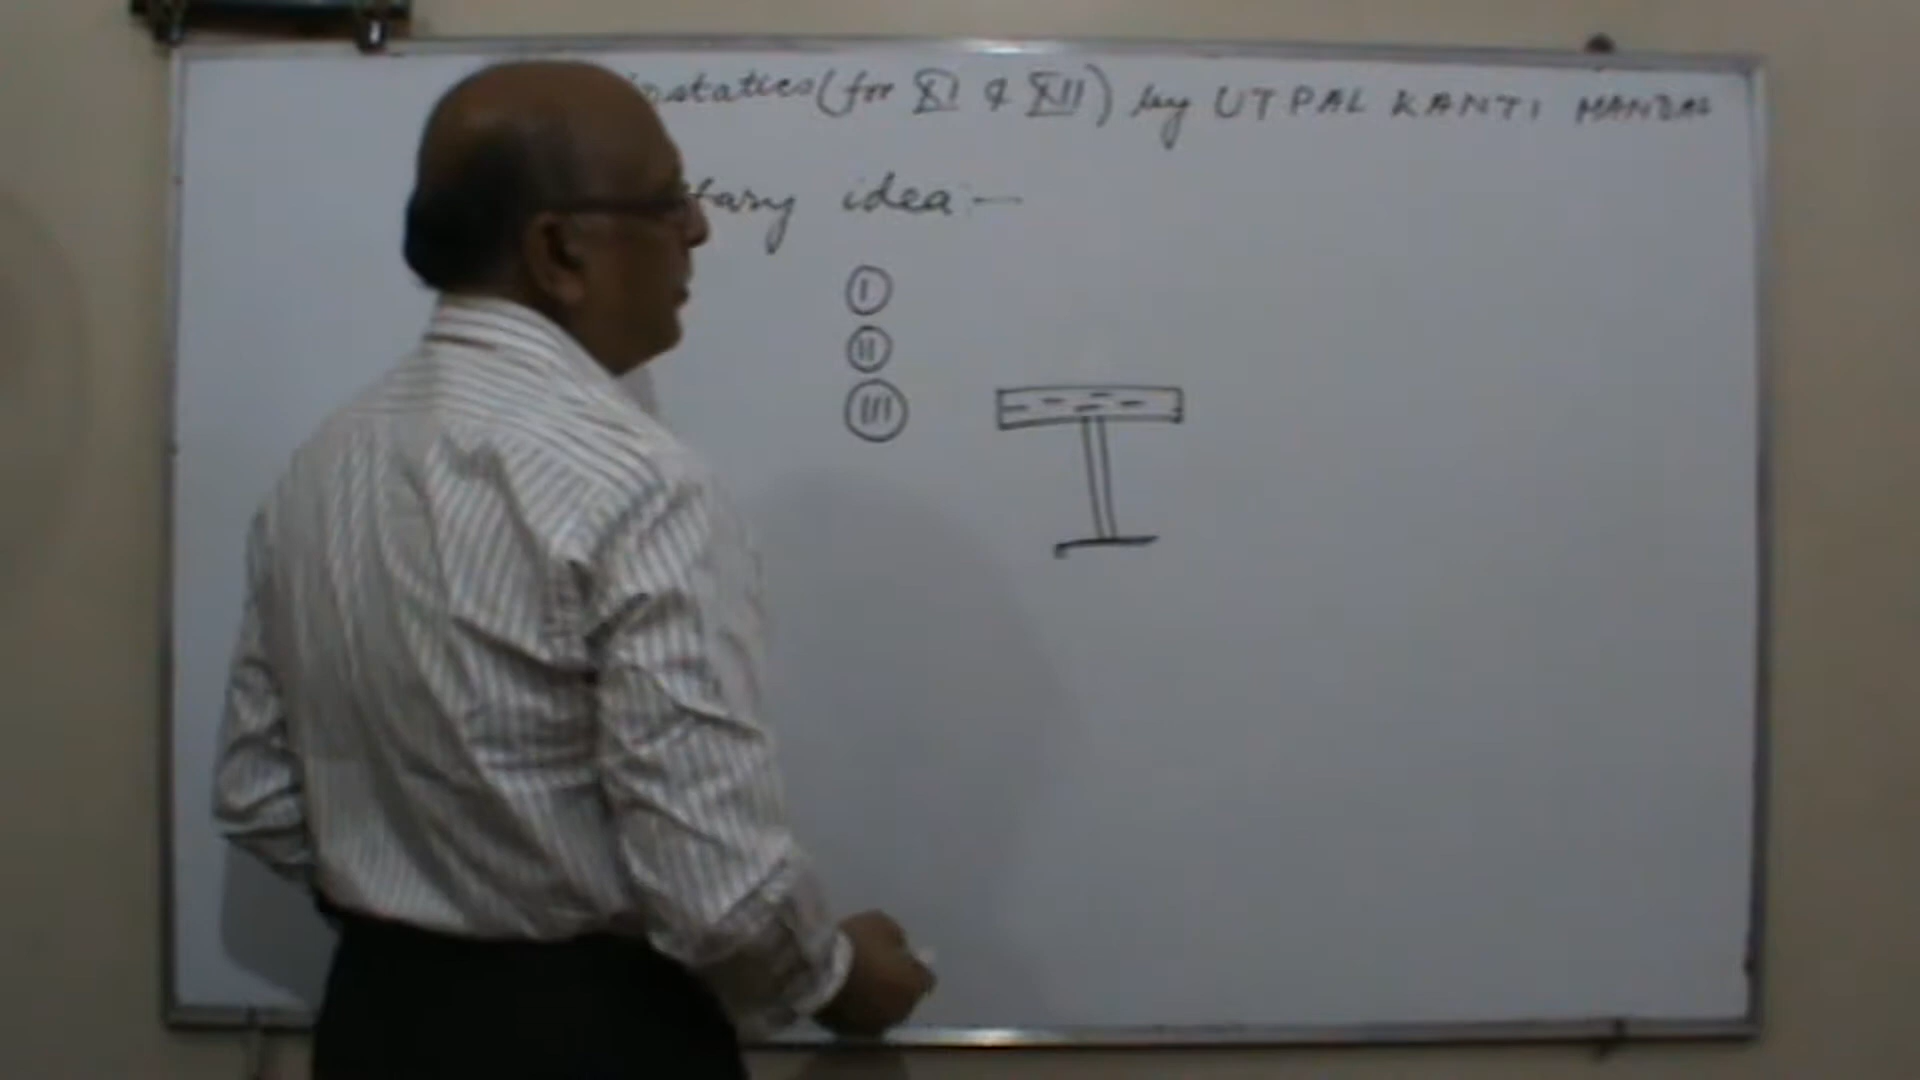 statics (for XI & XII) by UTPAL KANTI MANDAL
tary idea :-
I
II
III